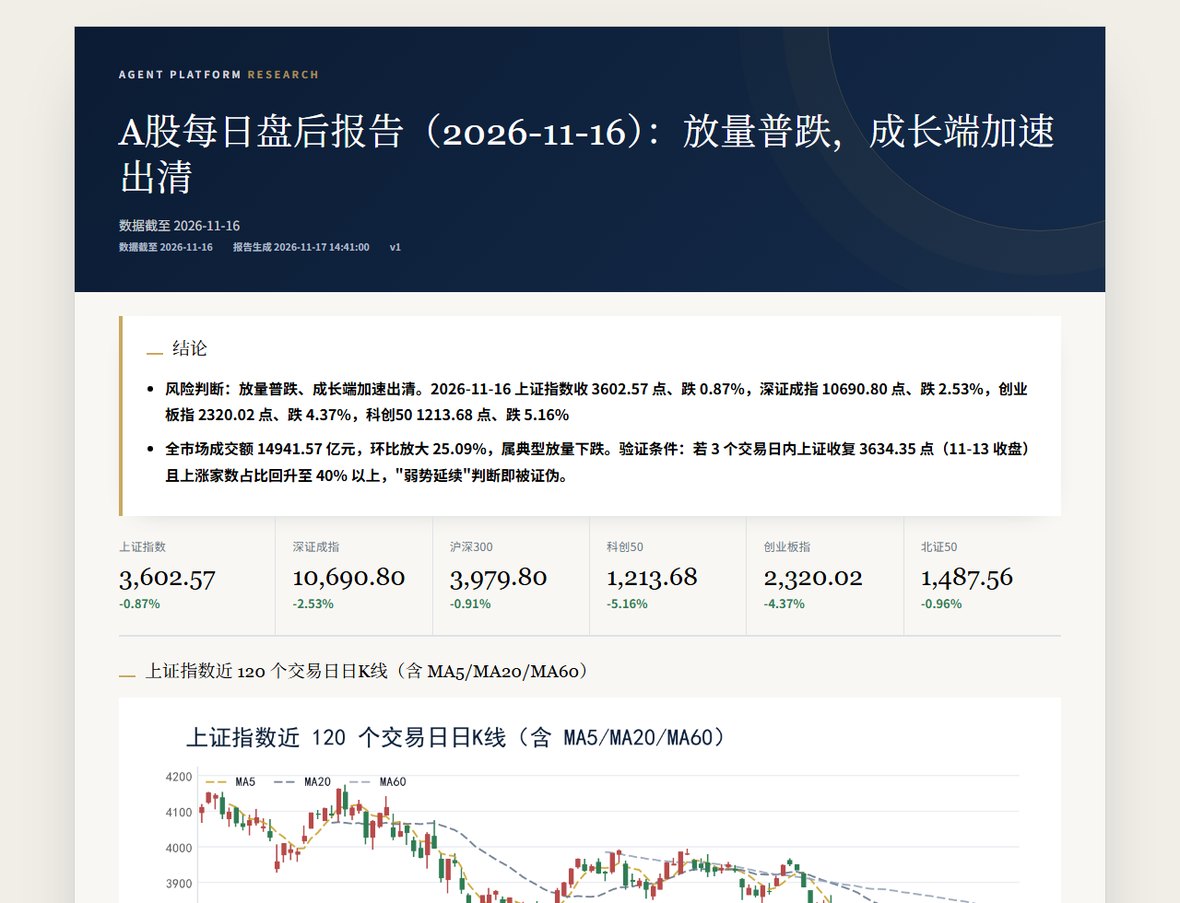 AGENT PLATFORM RESEARCH
A股每日盘后报告（2026-11-16）：放量普跌，成长端加速
出清
数据截至 2026-11-16
数据截至 2026-11-16 报告生成 2026-11-17 14:41:00 v1
结论
• 风险判断：放量普跌、成长端加速出清。2026-11-16 上证指数收 3602.57 点、跌 0.87%，深证成指 10690.80 点、跌 2.53%，创业
板指 2320.02 点、跌 4.37%，科创50 1213.68 点、跌 5.16%
• 全市场成交额 14941.57 亿元，环比放大 25.09%，属典型放量下跌。验证条件：若 3 个交易日内上证收复 3634.35 点（11-13 收盘）
且上涨家数占比回升至 40% 以上，"弱势延续"判断即被证伪。
上证指数 深证成指 沪深300 科创50 创业板指 北证50
3,602.57 10,690.80 3,979.80 1,213.68 2,320.02 1,487.56
-0.87% -2.53% -0.91% -5.16% -4.37% -0.96%
上证指数近 120 个交易日日K线（含 MA5/MA20/MA60）
上证指数近 120 个交易日日K线（含 MA5/MA20/MA60）
MA5 MA20 MA60
4200
4100
4000
3900